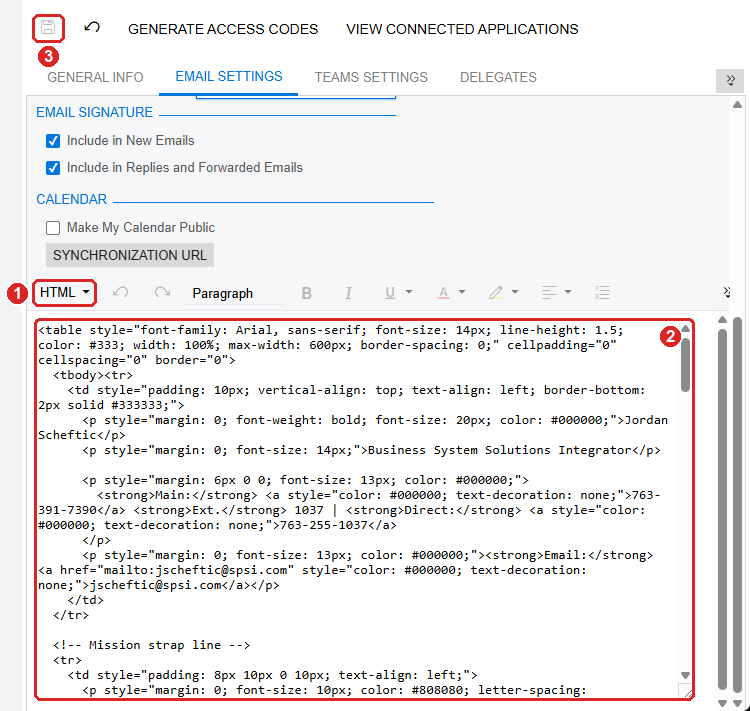 GENERATE ACCESS CODES VIEW CONNECTED APPLICATIONS
3
GENERAL INFO EMAIL SETTINGS TEAMS SETTINGS DELEGATES
EMAIL SIGNATURE
Include in New Emails
Include in Replies and Forwarded Emails
CALENDAR
Make My Calendar Public
SYNCHRONIZATION URL
1 HTML Paragraph B I U A
2
<table style="font-family: Arial, sans-serif; font-size: 14px; line-height: 1.5;
color: #333; width: 100%; max-width: 600px; border-spacing: 0;" cellpadding="0"
cellspacing="0" border="0">
<tbody><tr>
<td style="padding: 10px; vertical-align: top; text-align: left; border-bottom:
2px solid #333333;">
<p style="margin: 0; font-weight: bold; font-size: 20px; color: #000000;">Jordan
Scheftic</p>
<p style="margin: 0; font-size: 14px;">Business System Solutions Integrator</p>
<p style="margin: 6px 0 0; font-size: 13px; color: #000000;">
<strong>Main:</strong> <a style="color: #000000; text-decoration: none;">763-
391-7390</a> <strong>Ext.</strong> 1037 | <strong>Direct:</strong> <a style="color:
#000000; text-decoration: none;">763-255-1037</a>
</p>
<p style="margin: 0; font-size: 13px; color: #000000;"><strong>Email:</strong>
<a href="mailto:jscheftic@spsi.com" style="color: #000000; text-decoration:
none;">jscheftic@spsi.com</a></p>
</td>
</tr>
<!-- Mission strap line -->
<tr>
<td style="padding: 8px 10px 0 10px; text-align: left;">
<p style="margin: 0; font-size: 10px; color: #808080; letter-spacing: